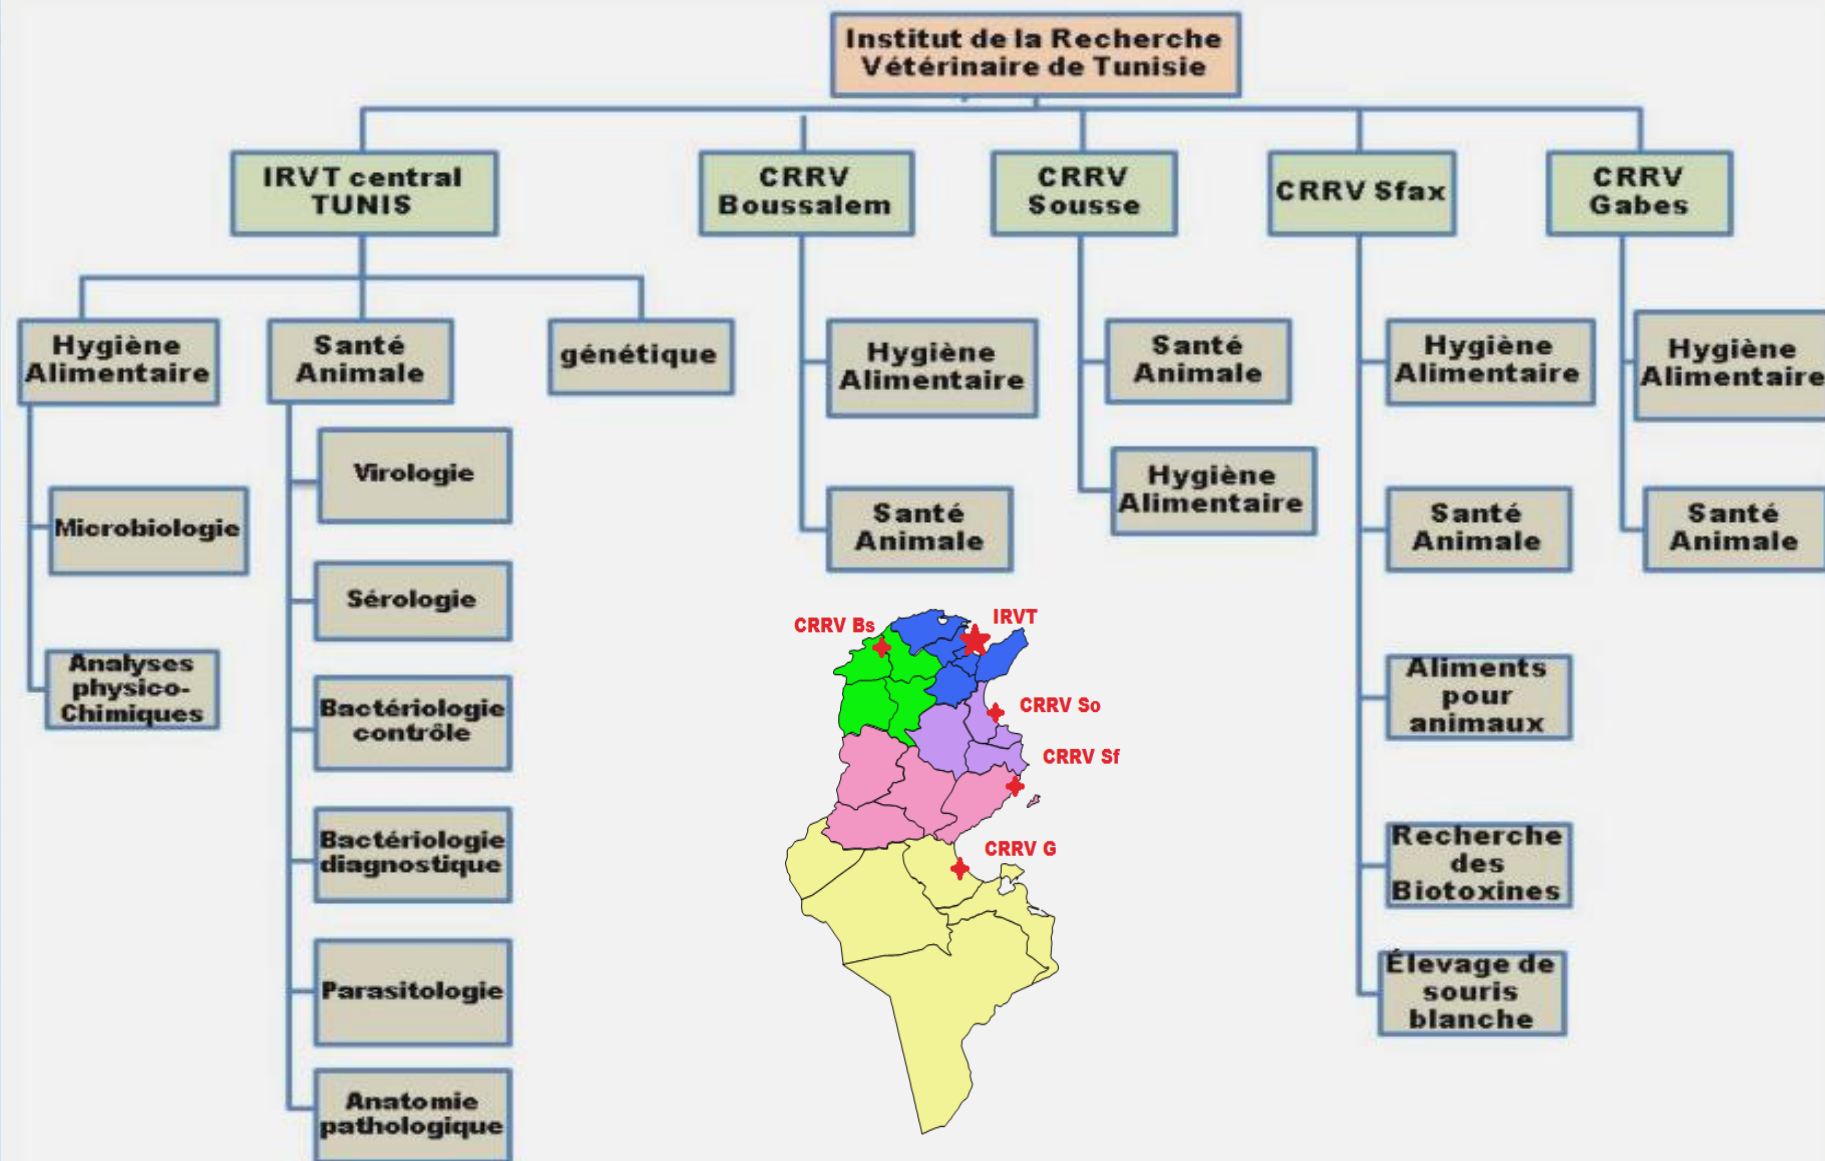 Institut de la Recherche
Vétérinaire de Tunisie
IRVT central
TUNIS
CRRV
Boussalem
CRRV
Sousse
CRRV Sfax
CRRV
Gabes
Hygiène
Alimentaire
Santé
Animale
génétique
Hygiène
Alimentaire
Santé
Animale
Hygiène
Alimentaire
Hygiène
Alimentaire
Virologie
Hygiène
Alimentaire
Microbiologie
Santé
Animale
Santé
Animale
Santé
Animale
Sérologie
Analyses
physico-
Chimiques
Bactériologie
contrôle
Aliments
pour
animaux
Bactériologie
diagnostique
Recherche
des
Biotoxines
Parasitologie
Élevage de
souris
blanche
Anatomie
pathologique
CRRV Bs
IRVT
CRRV So
CRRV Sf
CRRV G